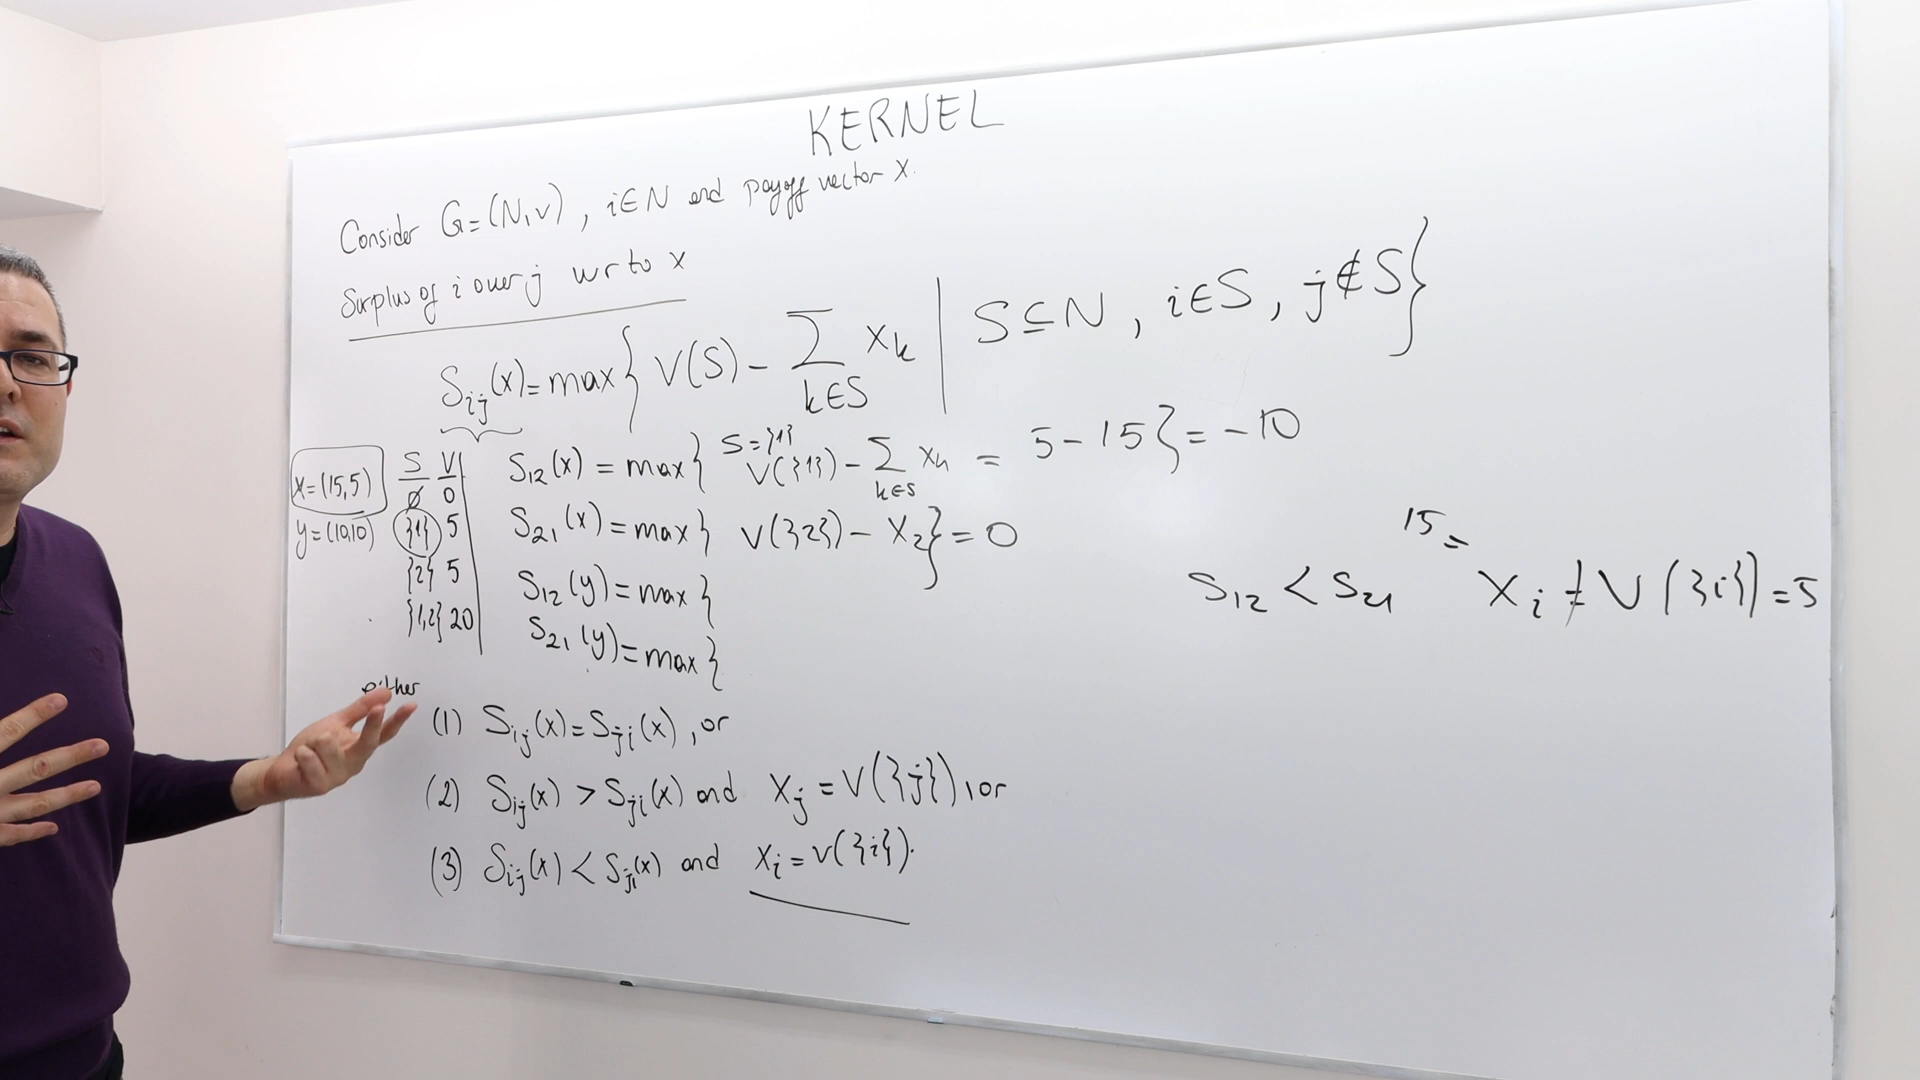 KERNEL
Consider G=(N,v), i∈N and payoff vector x.
Surplus of i over j wrto x
S_ij(x)=max{ V(S) - ∑_{k∈S} x_k | S⊆N, i∈S, j∉S}
x=(15,5)
y=(10,10)
S V
∅ 0
{1} 5
{2} 5
{1,2} 20
S_12(x) = max{ S={1} V({1}) - ∑_{k∈S} x_k = 5-15}=-10
S_21(x) = max{ V({2}) - x_2}=0
S_12(y) = max{
S_21(y) = max{
15=
S_12 < S_21 x_i ≠ V({i})=5
either
(1) S_ij(x)=S_ji(x), or
(2) S_ij(x) > S_ji(x) and x_j = V({j}), or
(3) S_ij(x) < S_ji(x) and x_i = v({i}).